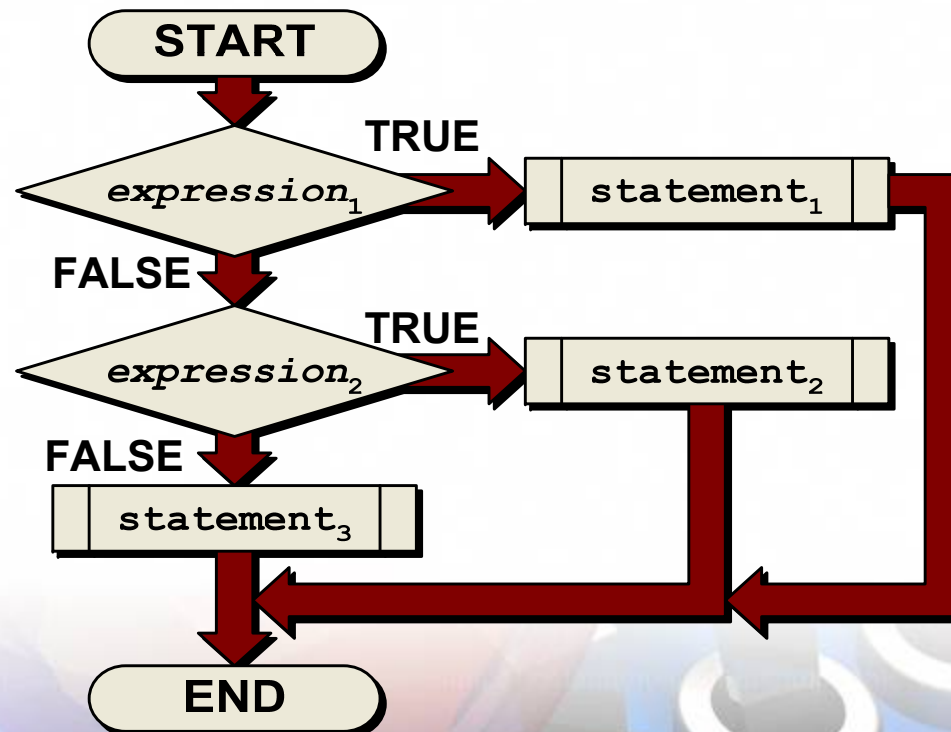 START
TRUE
expression₁
statement₁
FALSE
TRUE
expression₂
statement₂
FALSE
statement₃
END